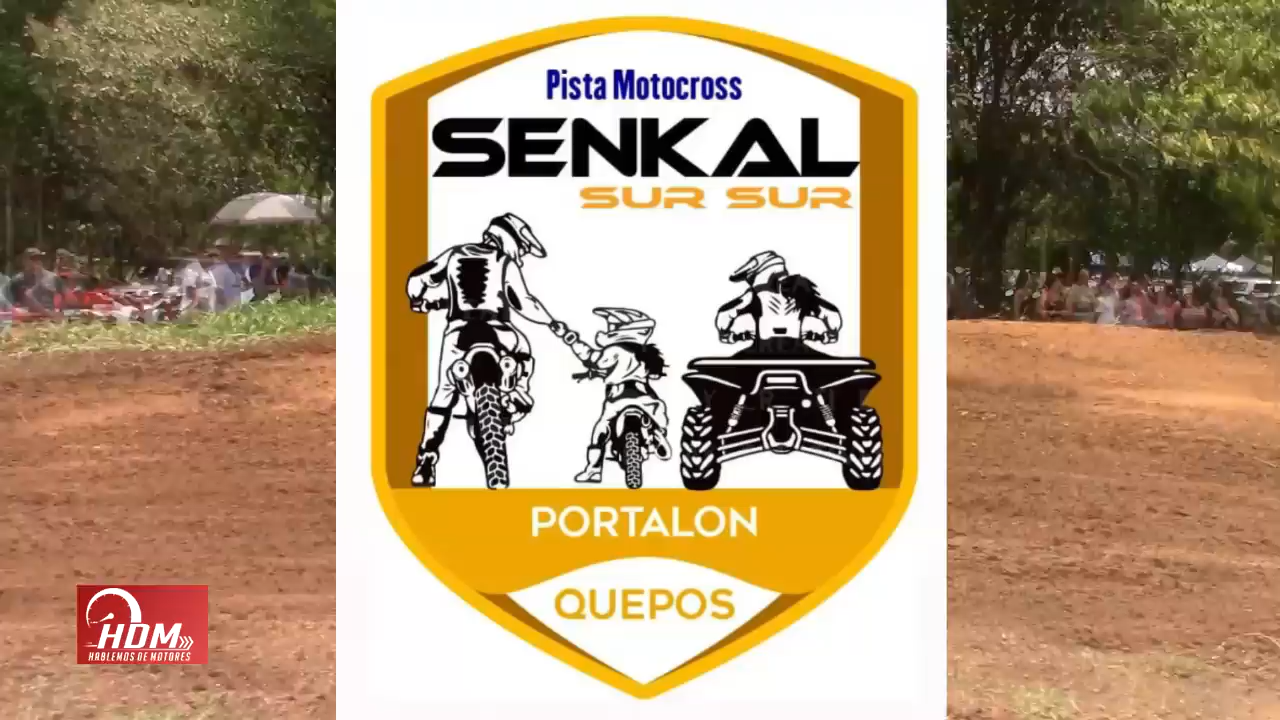 Pista Motocross
SENKAL
SUR SUR
PORTALON
QUEPOS
HDM
HABLEMOS DE MOTORES